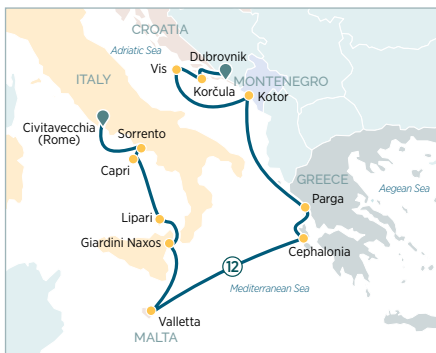 CROATIA
Adriatic Sea
Dubrovnik
Vis
Korčula
MONTENEGRO
Kotor
ITALY
Civitavecchia
(Rome)
Sorrento
Capri
GREECE
Aegean Sea
Parga
Lipari
Giardini Naxos
Cephalonia
12
Mediterranean Sea
Valletta
MALTA